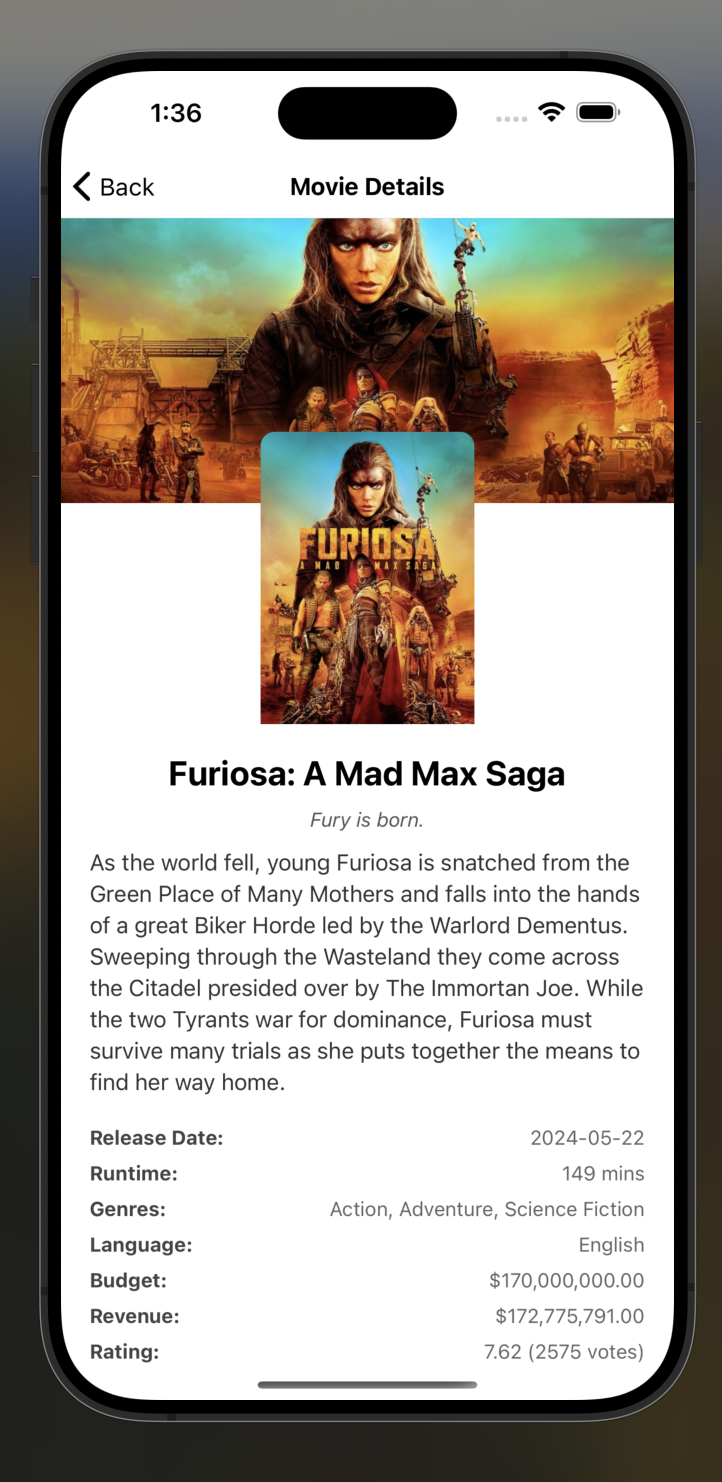 1:36
Back
Movie Details
FURIOSA
A MAD MAX SAGA
Furiosa: A Mad Max Saga
Fury is born.
As the world fell, young Furiosa is snatched from the
Green Place of Many Mothers and falls into the hands
of a great Biker Horde led by the Warlord Dementus.
Sweeping through the Wasteland they come across
the Citadel presided over by The Immortan Joe. While
the two Tyrants war for dominance, Furiosa must
survive many trials as she puts together the means to
find her way home.
Release Date: 2024-05-22
Runtime: 149 mins
Genres: Action, Adventure, Science Fiction
Language: English
Budget: $170,000,000.00
Revenue: $172,775,791.00
Rating: 7.62 (2575 votes)